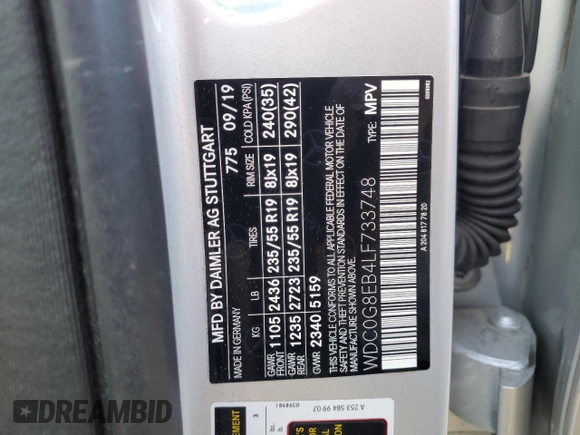 MFD BY DAIMLER AG STUTTGART
MADE IN GERMANY 775 09/19
KG LB TIRES RIM SIZE COLD KPA (PSI)
GAWR FRONT 1105 2436 235/55 R19 8Jx19 240(35)
GAWR REAR 1235 2723 235/55 R19 8Jx19 290(42)
GVWR 2340 5159
THIS VEHICLE CONFORMS TO ALL APPLICABLE FEDERAL MOTOR VEHICLE
SAFETY AND THEFT PREVENTION STANDARDS IN EFFECT ON THE DATE OF
MANUFACTURE SHOWN ABOVE.
WDC0G8EB4LF733748 TYPE: MPV
A 204 817 78 20
A 253 584 99 07
EMENT
3
DREAMBID